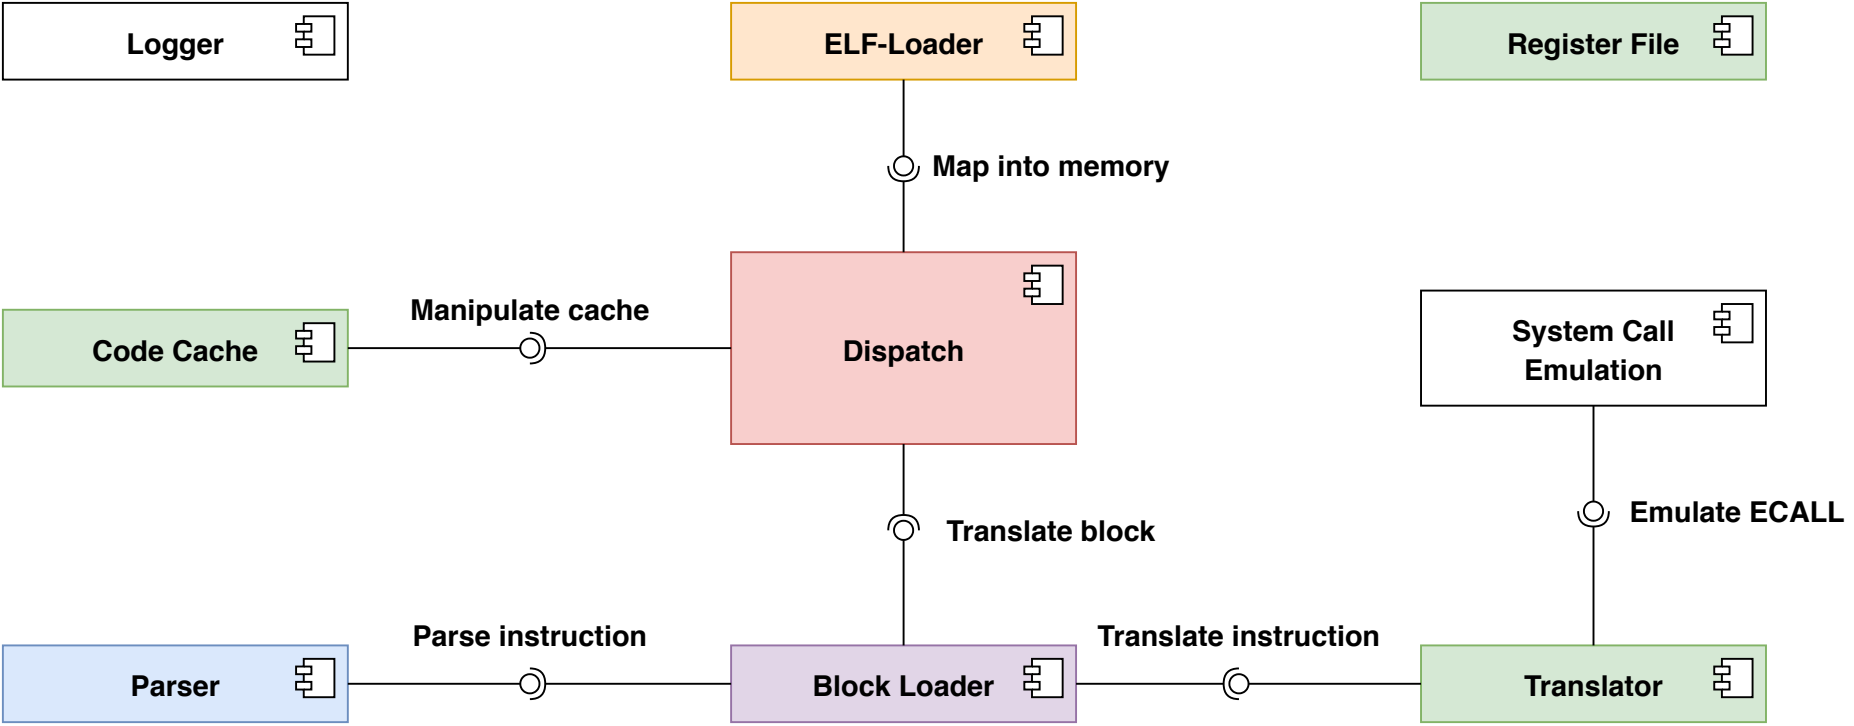 Logger
ELF-Loader
Register File
Map into memory
Manipulate cache
Code Cache
Dispatch
System Call
Emulation
Translate block
Emulate ECALL
Parse instruction
Translate instruction
Parser
Block Loader
Translator